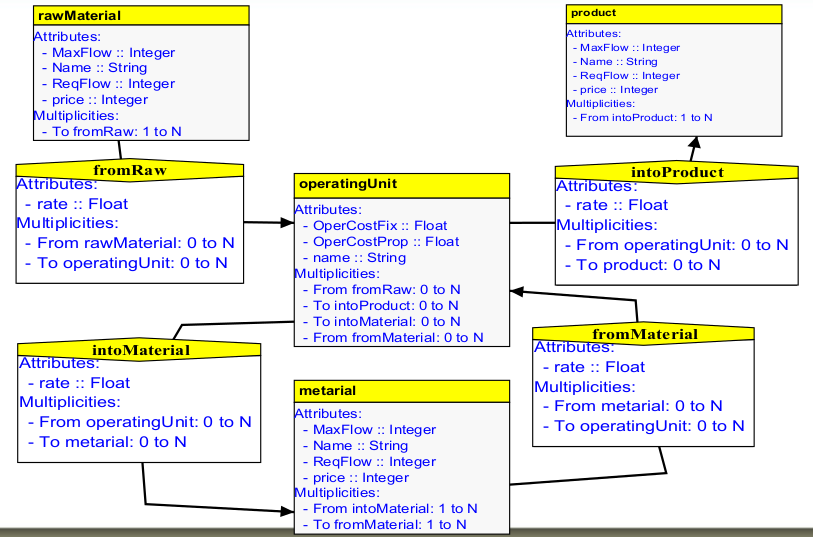 rawMaterial
Attributes:
- MaxFlow :: Integer
- Name :: String
- ReqFlow :: Integer
- price :: Integer
Multiplicities:
- To fromRaw: 1 to N
product
Attributes:
- MaxFlow :: Integer
- Name :: String
- ReqFlow :: Integer
- price :: Integer
Multiplicities:
- From intoProduct: 1 to N
fromRaw
Attributes:
- rate :: Float
Multiplicities:
- From rawMaterial: 0 to N
- To operatingUnit: 0 to N
operatingUnit
Attributes:
- OperCostFix :: Float
- OperCostProp :: Float
- name :: String
Multiplicities:
- From fromRaw: 0 to N
- To intoProduct: 0 to N
- To intoMaterial: 0 to N
- From fromMaterial: 0 to N
intoProduct
Attributes:
- rate :: Float
Multiplicities:
- From operatingUnit: 0 to N
- To product: 0 to N
intoMaterial
Attributes:
- rate :: Float
Multiplicities:
- From operatingUnit: 0 to N
- To metarial: 0 to N
metarial
Attributes:
- MaxFlow :: Integer
- Name :: String
- ReqFlow :: Integer
- price :: Integer
Multiplicities:
- From intoMaterial: 1 to N
- To fromMaterial: 1 to N
fromMaterial
Attributes:
- rate :: Float
Multiplicities:
- From metarial: 0 to N
- To operatingUnit: 0 to N